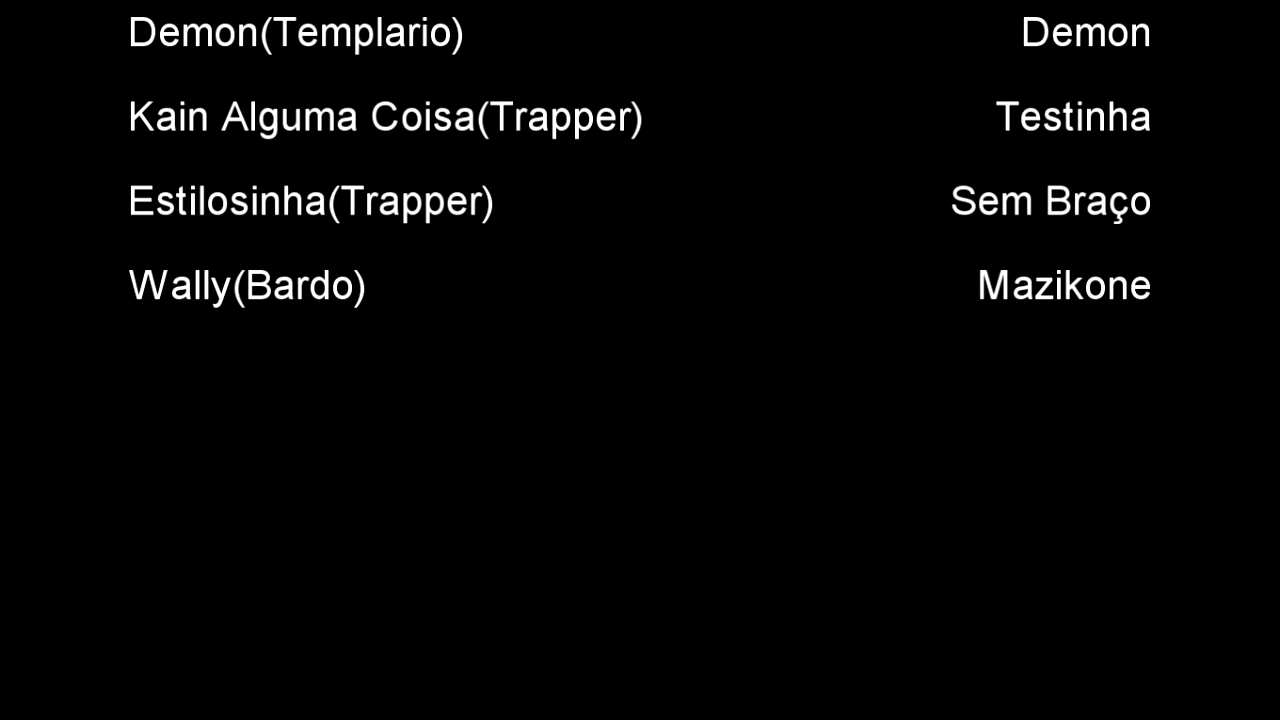 Demon(Templario) Demon
Kain Alguma Coisa(Trapper) Testinha
Estilosinha(Trapper) Sem Braço
Wally(Bardo) Mazikone